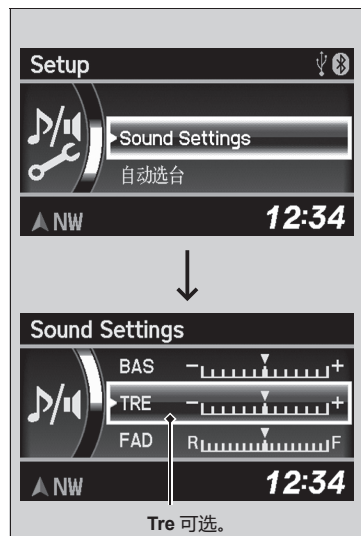 Setup
Sound Settings
自动选台
NW
12:34
Sound Settings
BAS - +
TRE - +
FAD R F
NW
12:34
Tre 可选。